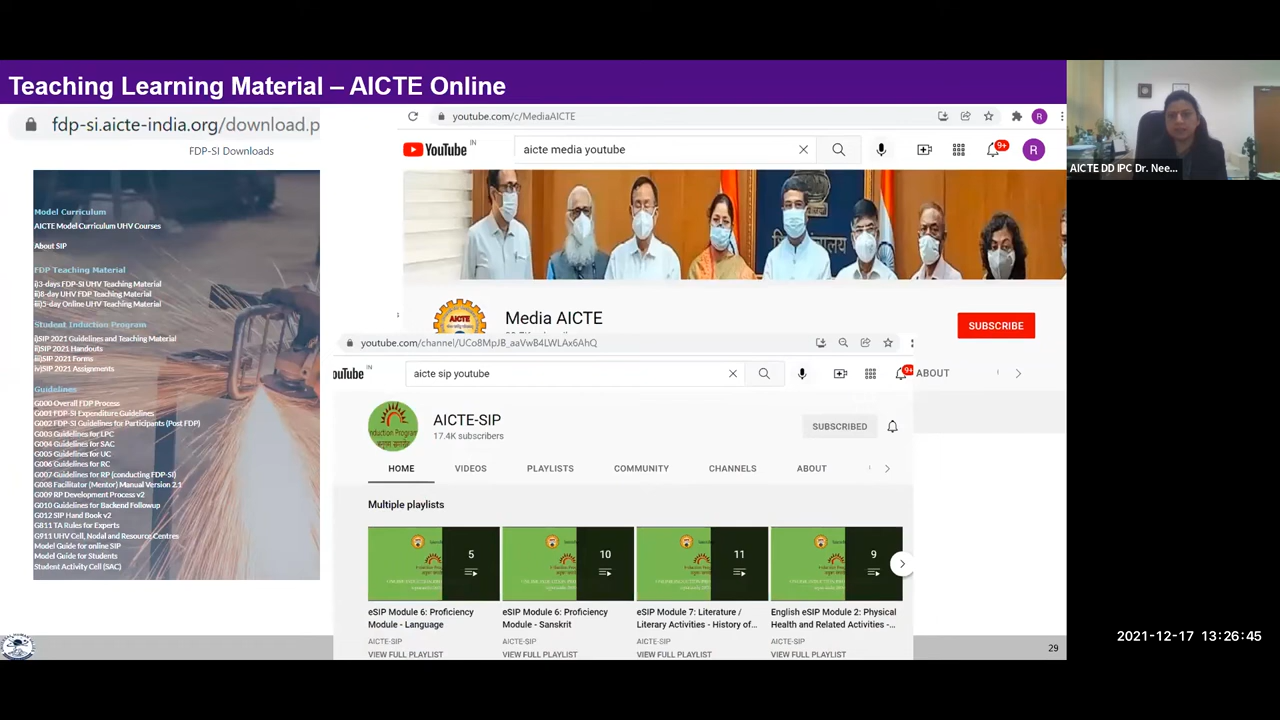 Teaching Learning Material – AICTE Online
fdp-si.aicte-india.org/download.p
FDP-SI Downloads
Model Curriculum
AICTE Model Curriculum UHV Courses
About SIP
FDP Teaching Material
i)3-days FDP-SI UHV Teaching Material
ii)8-day UHV FDP Teaching Material
iii)5-day Online UHV Teaching Material
Student Induction Program
i)SIP 2021 Guidelines and Teaching Material
ii)SIP 2021 Handouts
iii)SIP 2021 Forms
iv)SIP 2021 Assignments
Guidelines
G000 Overall FDP Process
G001 FDP-SI Expenditure Guidelines
G002 FDP-SI Guidelines for Participants (Post FDP)
G003 Guidelines for LPC
G004 Guidelines for SAC
G005 Guidelines for UC
G006 Guidelines for RC
G007 Guidelines for RP (conducting FDP-SI)
G008 Facilitator (Mentor) Manual Version 2.1
G009 RP Development Process v2
G010 Guidelines for Backend Followup
G012 SIP Hand Book v2
G811 TA Rules for Experts
G911 UHV Cell, Nodal and Resource Centres
Model Guide for online SIP
Model Guide for Students
Student Activity Cell (SAC)
youtube.com/c/MediaAICTE
YouTube IN
aicte media youtube
9+
R
R
AICTE
Media AICTE
SUBSCRIBE
youtube.com/channel/UCo8MpJB_aaVwB4LWLAx6AhQ
ouTube IN
aicte sip youtube
9+
ABOUT
Induction Program
AICTE-SIP
17.4K subscribers
SUBSCRIBED
HOME VIDEOS PLAYLISTS COMMUNITY CHANNELS ABOUT
Multiple playlists
5 10 11 9
eSIP Module 6: Proficiency
Module - Language
AICTE-SIP
VIEW FULL PLAYLIST
eSIP Module 6: Proficiency
Module - Sanskrit
AICTE-SIP
VIEW FULL PLAYLIST
eSIP Module 7: Literature /
Literary Activities - History of...
AICTE-SIP
VIEW FULL PLAYLIST
English eSIP Module 2: Physical
Health and Related Activities -...
AICTE-SIP
VIEW FULL PLAYLIST
29
AICTE DD IPC Dr. Nee...
2021-12-17 13:26:45